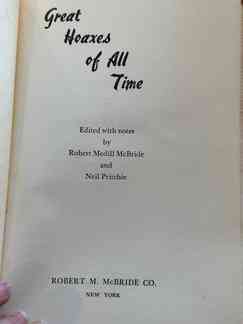 Great
Hoaxes
of All
Time
Edited with notes
by
Robert Medill McBride
and
Neil Pritchie
ROBERT M. McBRIDE CO.
NEW YORK